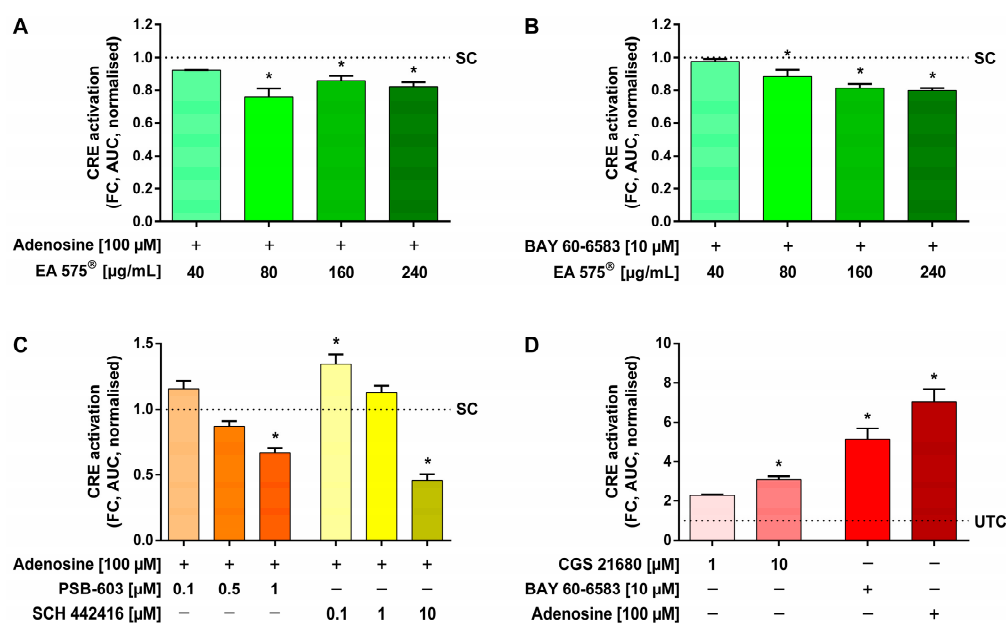 A
CRE activation
(FC, AUC, normalised)
1.2
1.0
0.8
0.6
0.4
0.2
0.0
* * *
SC
Adenosine [100 µM] + + + +
EA 575® [µg/mL] 40 80 160 240
B
CRE activation
(FC, AUC, normalised)
1.2
1.0
0.8
0.6
0.4
0.2
0.0
* * *
SC
BAY 60-6583 [10 µM] + + + +
EA 575® [µg/mL] 40 80 160 240
C
CRE activation
(FC, AUC, normalised)
1.5
1.0
0.5
0.0
* * *
SC
Adenosine [100 µM] + + + + + +
PSB-603 [µM] 0.1 0.5 1 – – –
SCH 442416 [µM] – – – 0.1 1 10
D
CRE activation
(FC, AUC, normalised)
10
8
6
4
2
0
* * *
UTC
CGS 21680 [µM] 1 10 – –
BAY 60-6583 [10 µM] – – + –
Adenosine [100 µM] – – – +